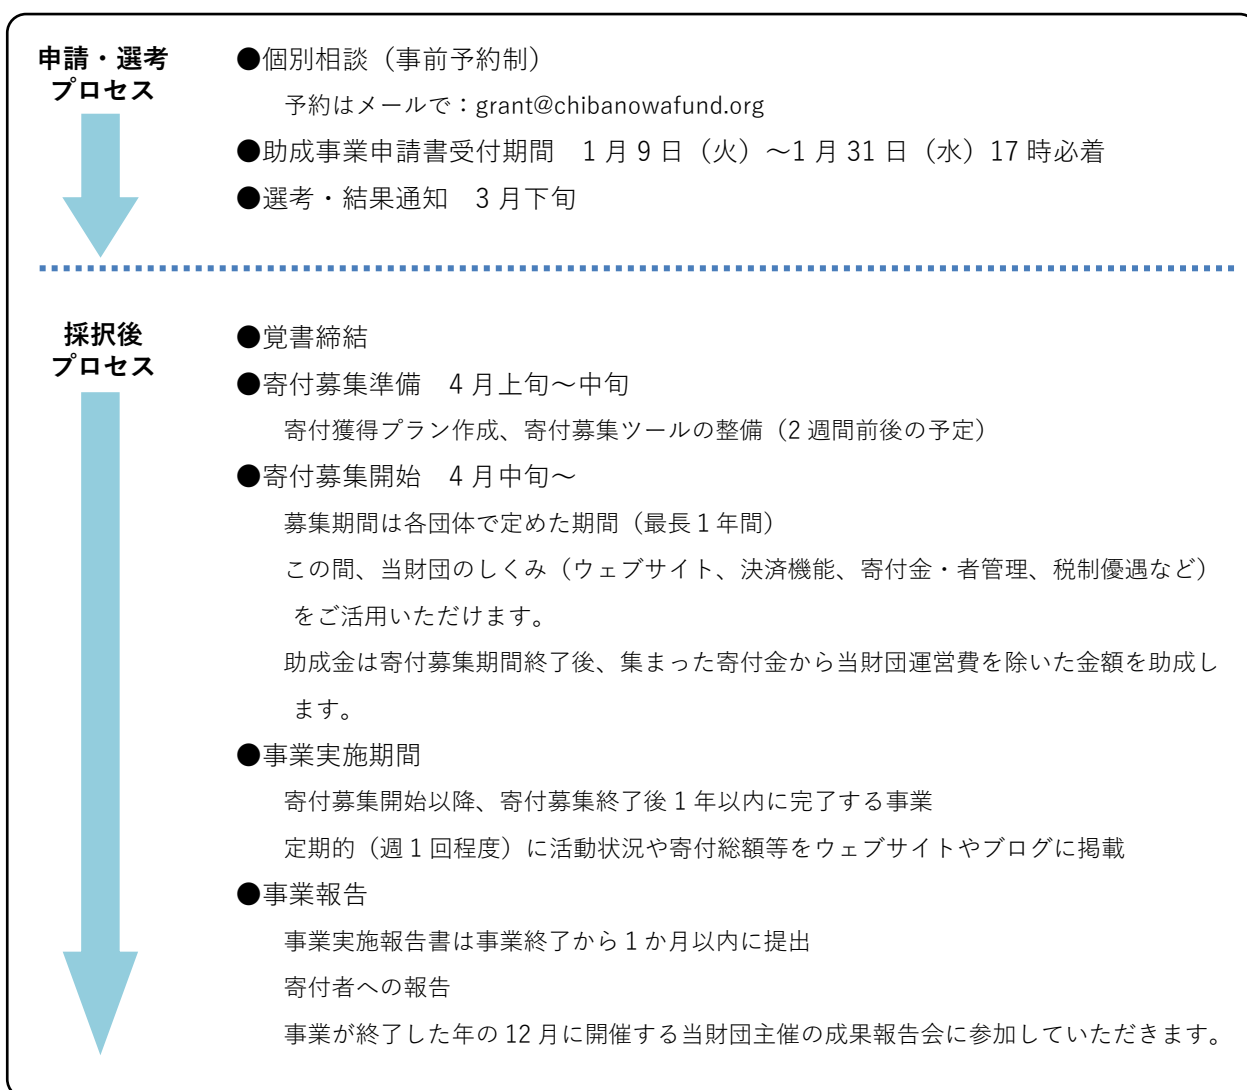 申請・選考
プロセス
●個別相談（事前予約制）
予約はメールで：grant@chibanowafund.org
●助成事業申請書受付期間　1 月 9 日（火）～1 月 31 日（水）17 時必着
●選考・結果通知　3 月下旬
採択後
プロセス
●覚書締結
●寄付募集準備　4 月上旬～中旬
寄付獲得プラン作成、寄付募集ツールの整備（2 週間前後の予定）
●寄付募集開始　4 月中旬～
募集期間は各団体で定めた期間（最長 1 年間）
この間、当財団のしくみ（ウェブサイト、決済機能、寄付金・者管理、税制優遇など）
をご活用いただけます。
助成金は寄付募集期間終了後、集まった寄付金から当財団運営費を除いた金額を助成し
ます。
●事業実施期間
寄付募集開始以降、寄付募集終了後 1 年以内に完了する事業
定期的（週 1 回程度）に活動状況や寄付総額等をウェブサイトやブログに掲載
●事業報告
事業実施報告書は事業終了から 1 か月以内に提出
寄付者への報告
事業が終了した年の 12 月に開催する当財団主催の成果報告会に参加していただきます。